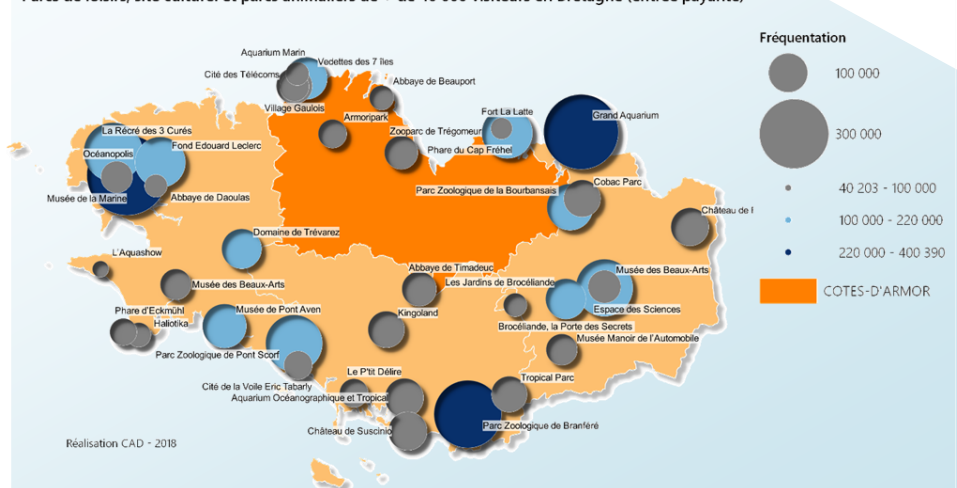 Fréquentation
100 000
300 000
40 203 - 100 000
100 000 - 220 000
220 000 - 400 390
COTES-D'ARMOR
Aquarium Marin
Vedettes des 7 îles
Cité des Télécoms
Abbaye de Beauport
Village Gaulois
Armoripark
Fort La Latte
Grand Aquarium
La Récré des 3 Curés
Zooparc de Trégomeur
Fond Edouard Leclerc
Phare du Cap Fréhel
Océanopolis
Parc Zoologique de la Bourbansais
Cobac Parc
Musée de la Marine
Abbaye de Daoulas
Château de
Domaine de Trévarez
L'Aquashow
Abbaye de Timadeuc
Musée des Beaux-Arts
Musée des Beaux-Arts
Les Jardins de Brocéliande
Phare d'Eckmühl
Musée de Pont Aven
Kingoland
Espace des Sciences
Haliotika
Brocéliande, la Porte des Secrets
Musée Manoir de l'Automobile
Parc Zoologique de Pont Scorf
Le P'tit Délire
Tropical Parc
Cité de la Voile Eric Tabarly
Aquarium Océanographique et Tropical
Parc Zoologique de Branféré
Château de Suscinio
Réalisation CAD - 2018